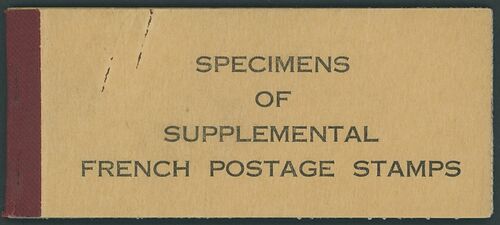 SPECIMENS
OF
SUPPLEMENTAL
FRENCH POSTAGE STAMPS